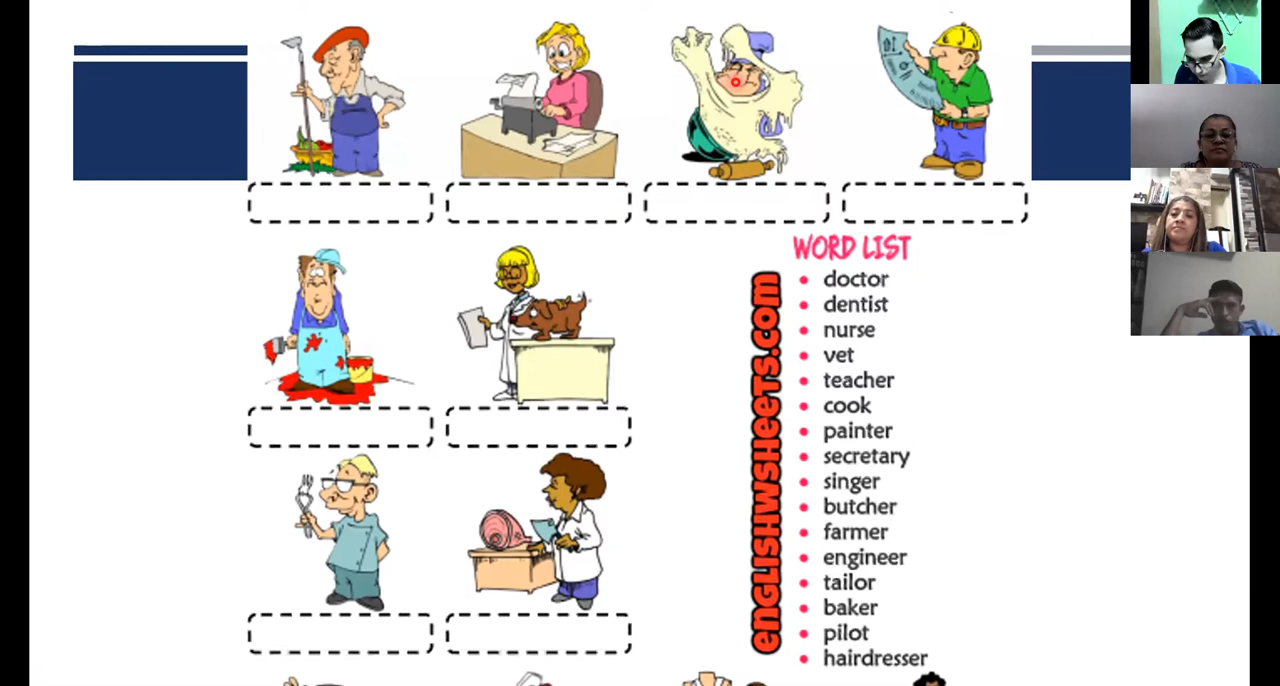 WORD LIST
englishwsheets.com
doctor
dentist
nurse
vet
teacher
cook
painter
secretary
singer
butcher
farmer
engineer
tailor
baker
pilot
hairdresser